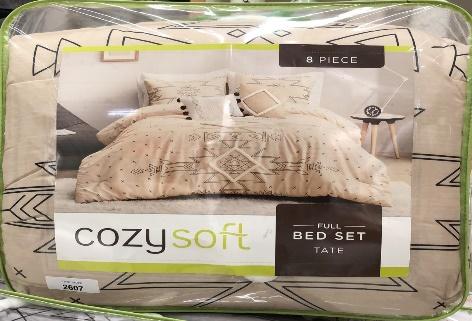 8 PIECE
cozysoft
FULL
BED SET
TATE
2607